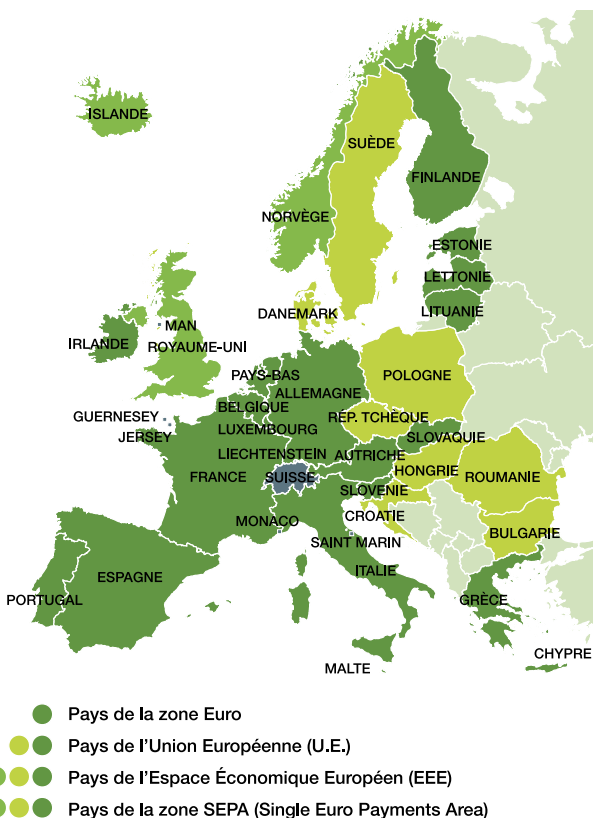 ISLANDE
SUÈDE
FINLANDE
NORVÈGE
ESTONIE
LETTONIE
LITUANIE
DANEMARK
MAN
IRLANDE
ROYAUME-UNI
PAYS-BAS
POLOGNE
ALLEMAGNE
BELGIQUE
GUERNESEY
RÉP. TCHÈQUE
LUXEMBOURG
JERSEY
SLOVAQUIE
LIECHTENSTEIN
AUTRICHE
FRANCE
SUISSE
HONGRIE
ROUMANIE
SLOVENIE
MONACO
CROATIE
BULGARIE
SAINT MARIN
ITALIE
ESPAGNE
PORTUGAL
GRÈCE
CHYPRE
MALTE
Pays de la zone Euro
Pays de l'Union Européenne (U.E.)
Pays de l'Espace Économique Européen (EEE)
Pays de la zone SEPA (Single Euro Payments Area)